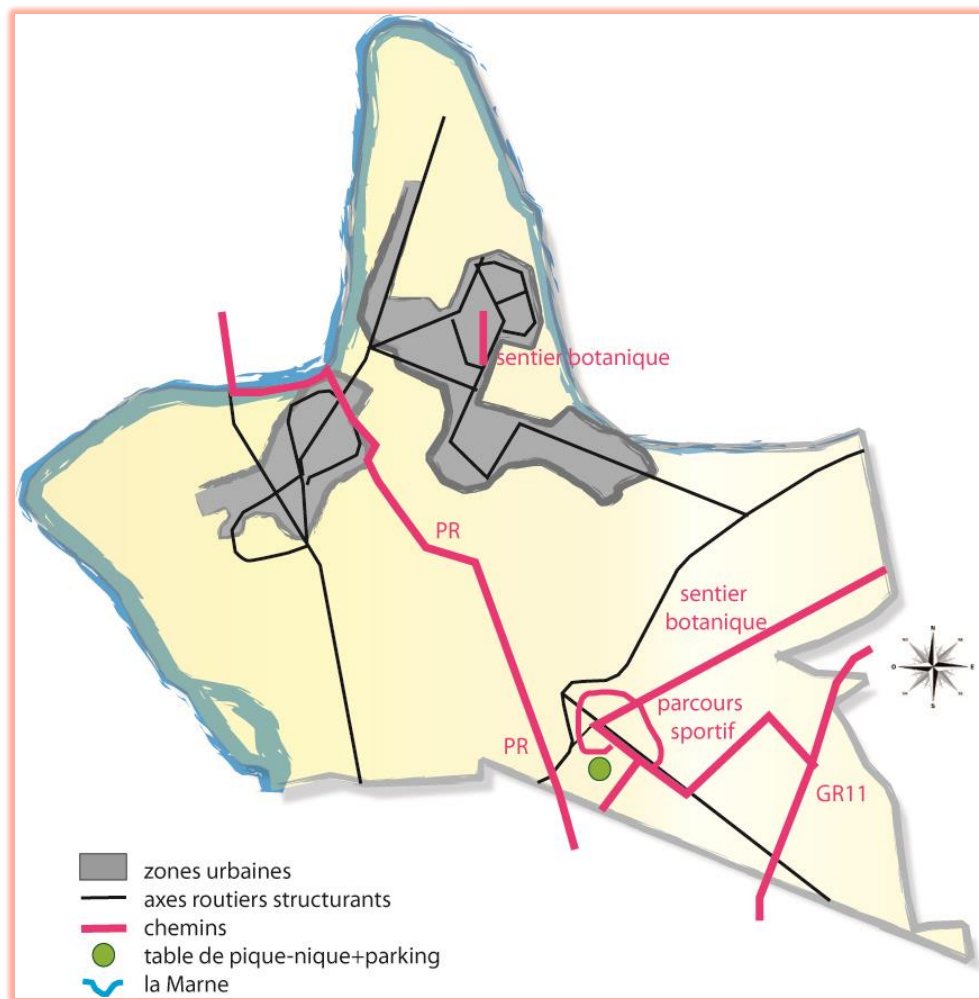 sentier botanique
PR
sentier
botanique
parcours
sportif
PR
GR11
N
O
E
S
zones urbaines
axes routiers structurants
chemins
table de pique-nique+parking
la Marne